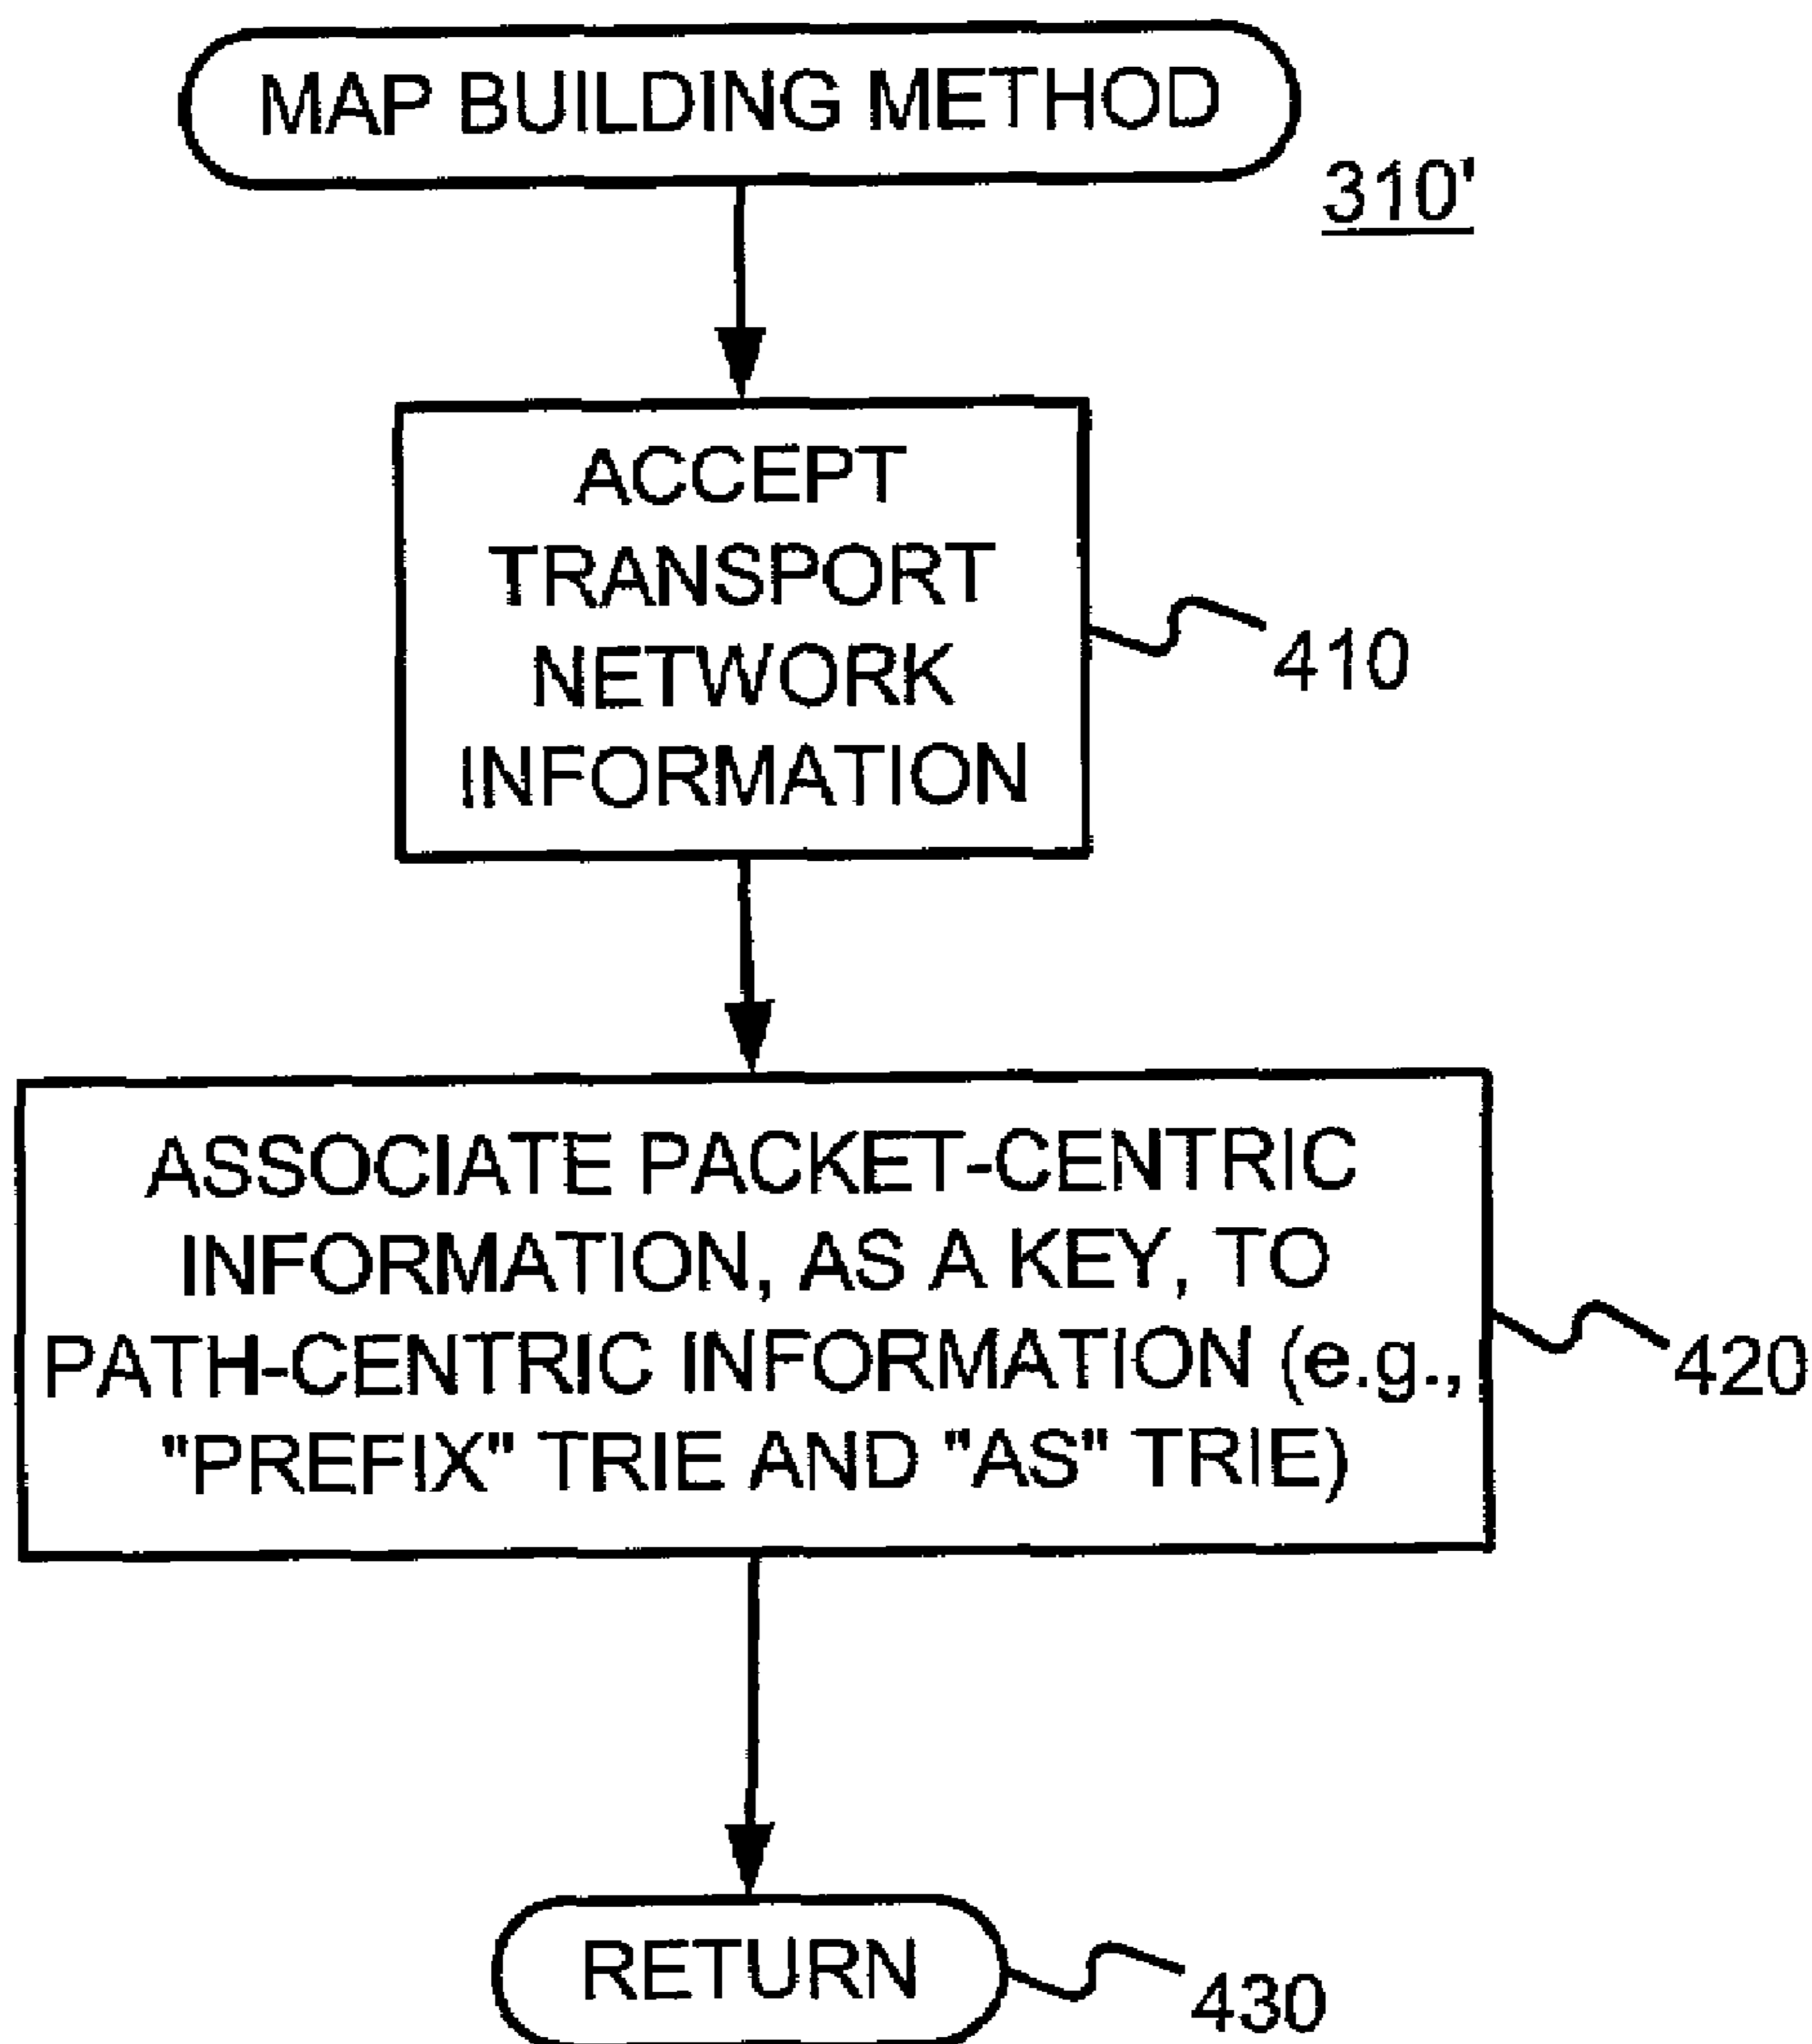 MAP BUILDING METHOD
310'
ACCEPT
TRANSPORT
NETWORK
INFORMATION
410
ASSOCIATE PACKET-CENTRIC
INFORMATION, AS A KEY, TO
PATH-CENTRIC INFORMATION (e.g.,
"PREFIX" TRIE AND "AS" TRIE)
420
RETURN
430